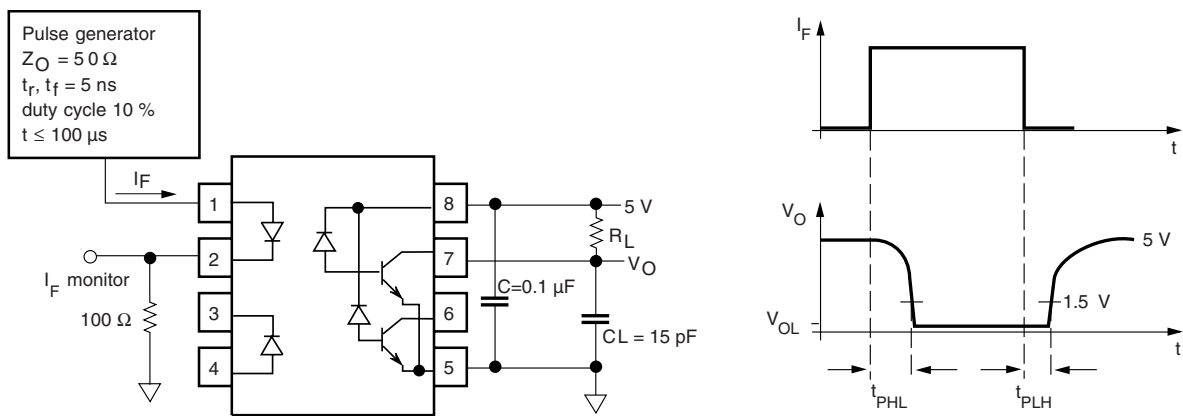 Pulse generator
Z_O = 50 Ω
t_r, t_f = 5 ns
duty cycle 10 %
t ≤ 100 µs
I_F
1
2
3
4
I_F monitor
100 Ω
8
7
6
5
5 V
R_L
V_O
C=0.1 µF
CL = 15 pF
I_F
t
V_O
5 V
1.5 V
V_OL
t
t_PHL
t_PLH